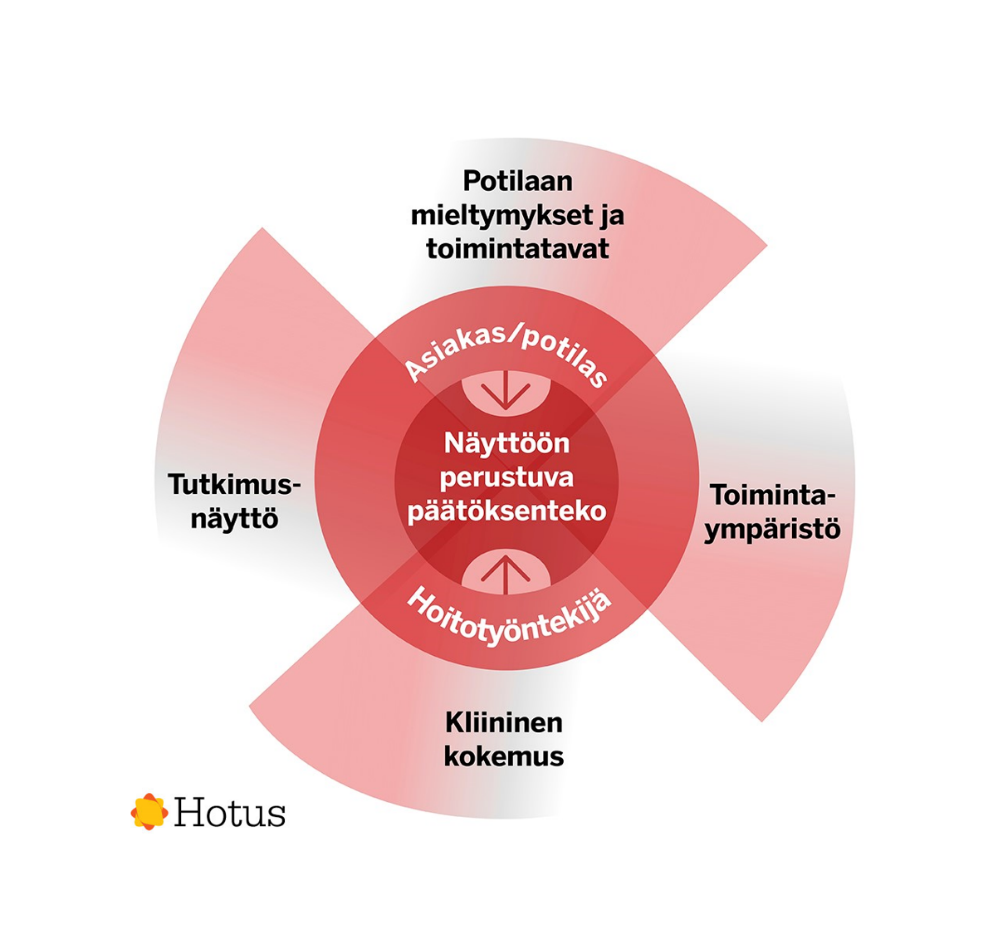 Potilaan
mieltymykset ja
toimintatavat
Asiakas/potilas
Näyttöön
perustuva
päätöksenteko
Tutkimus-
näyttö
Toiminta-
ympäristö
Hoitotyöntekijä
Kliininen
kokemus
Hotus